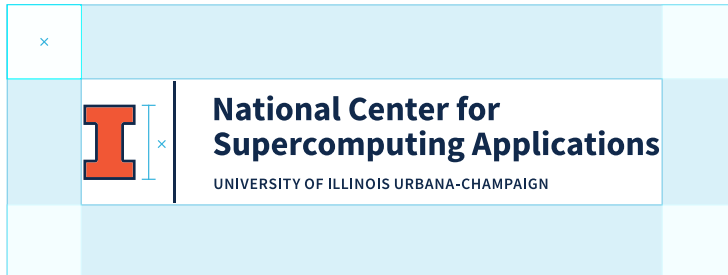 ×
National Center for
Supercomputing Applications
×
UNIVERSITY OF ILLINOIS URBANA-CHAMPAIGN